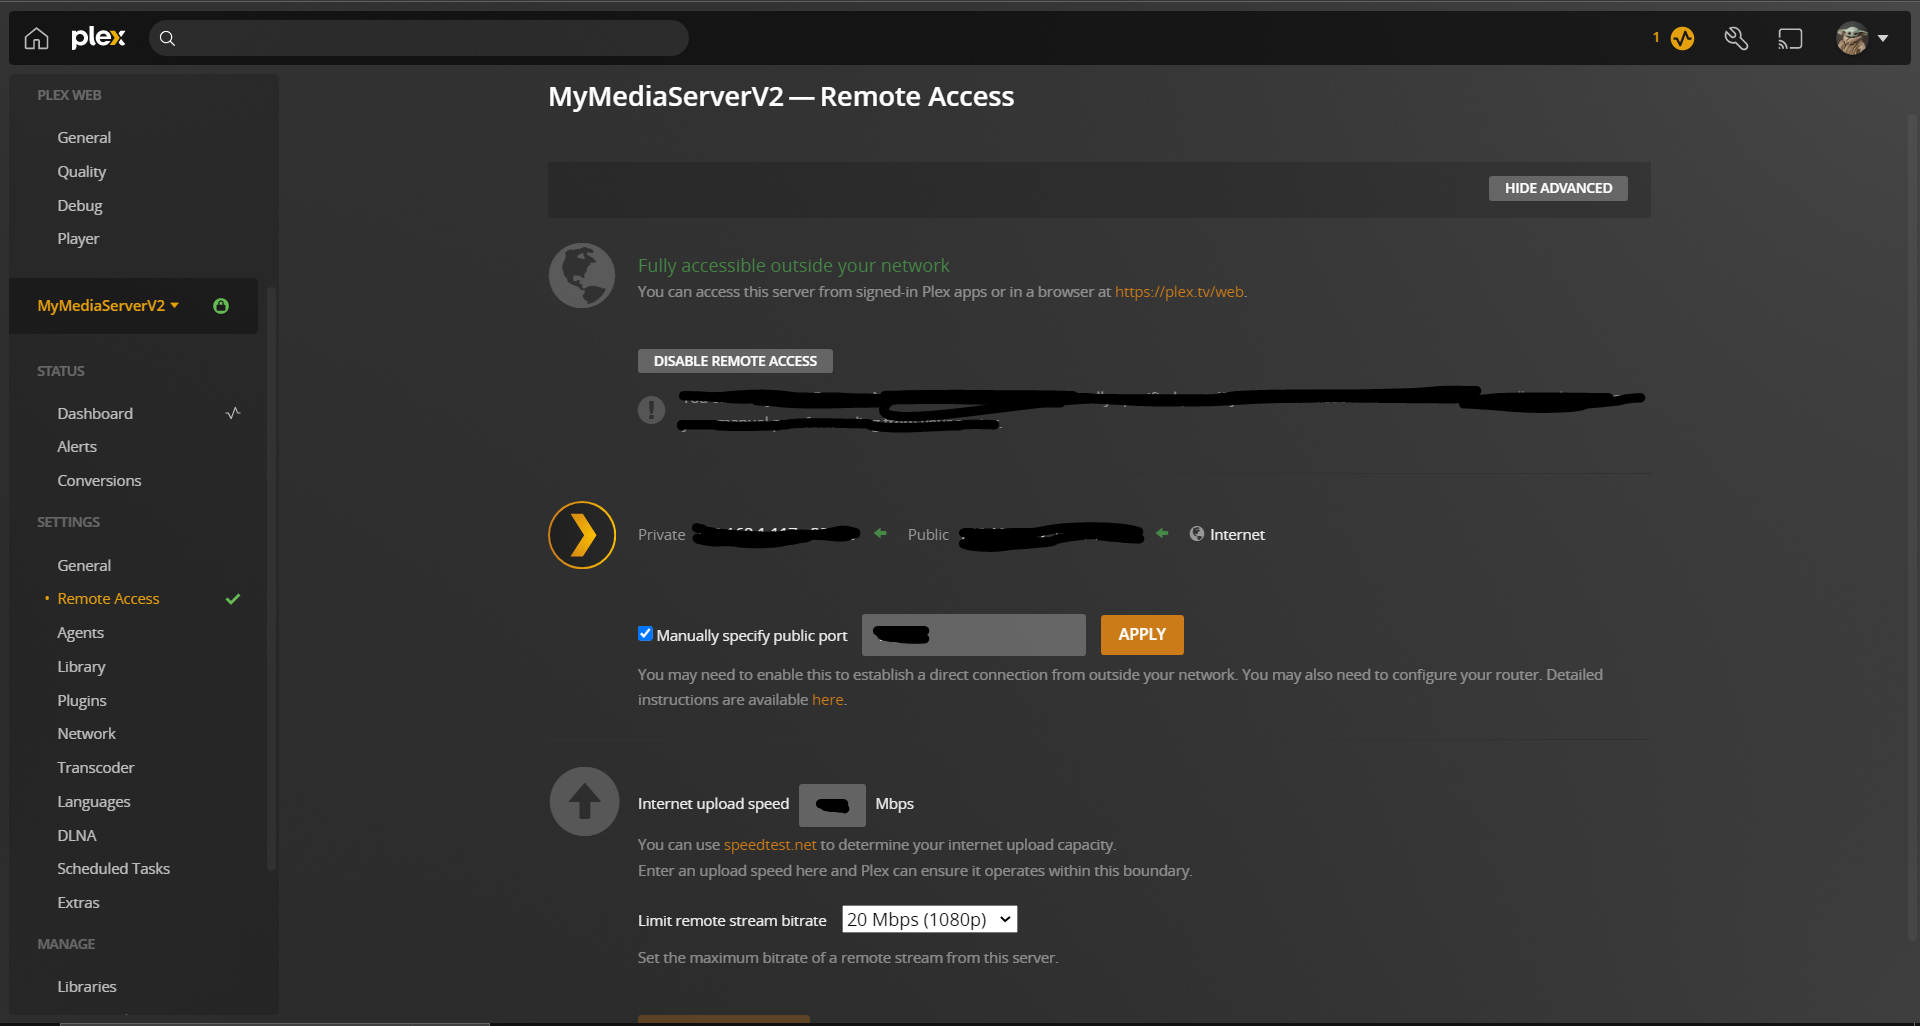 plex
1
PLEX WEB
General
Quality
Debug
Player
MyMediaServerV2
STATUS
Dashboard
Alerts
Conversions
SETTINGS
General
Remote Access
Agents
Library
Plugins
Network
Transcoder
Languages
DLNA
Scheduled Tasks
Extras
MANAGE
Libraries
MyMediaServerV2 — Remote Access
HIDE ADVANCED
Fully accessible outside your network
You can access this server from signed-in Plex apps or in a browser at https://plex.tv/web.
DISABLE REMOTE ACCESS
Private Public Internet
Manually specify public port APPLY
You may need to enable this to establish a direct connection from outside your network. You may also need to configure your router. Detailed
instructions are available here.
Internet upload speed Mbps
You can use speedtest.net to determine your internet upload capacity.
Enter an upload speed here and Plex can ensure it operates within this boundary.
Limit remote stream bitrate 20 Mbps (1080p)
Set the maximum bitrate of a remote stream from this server.